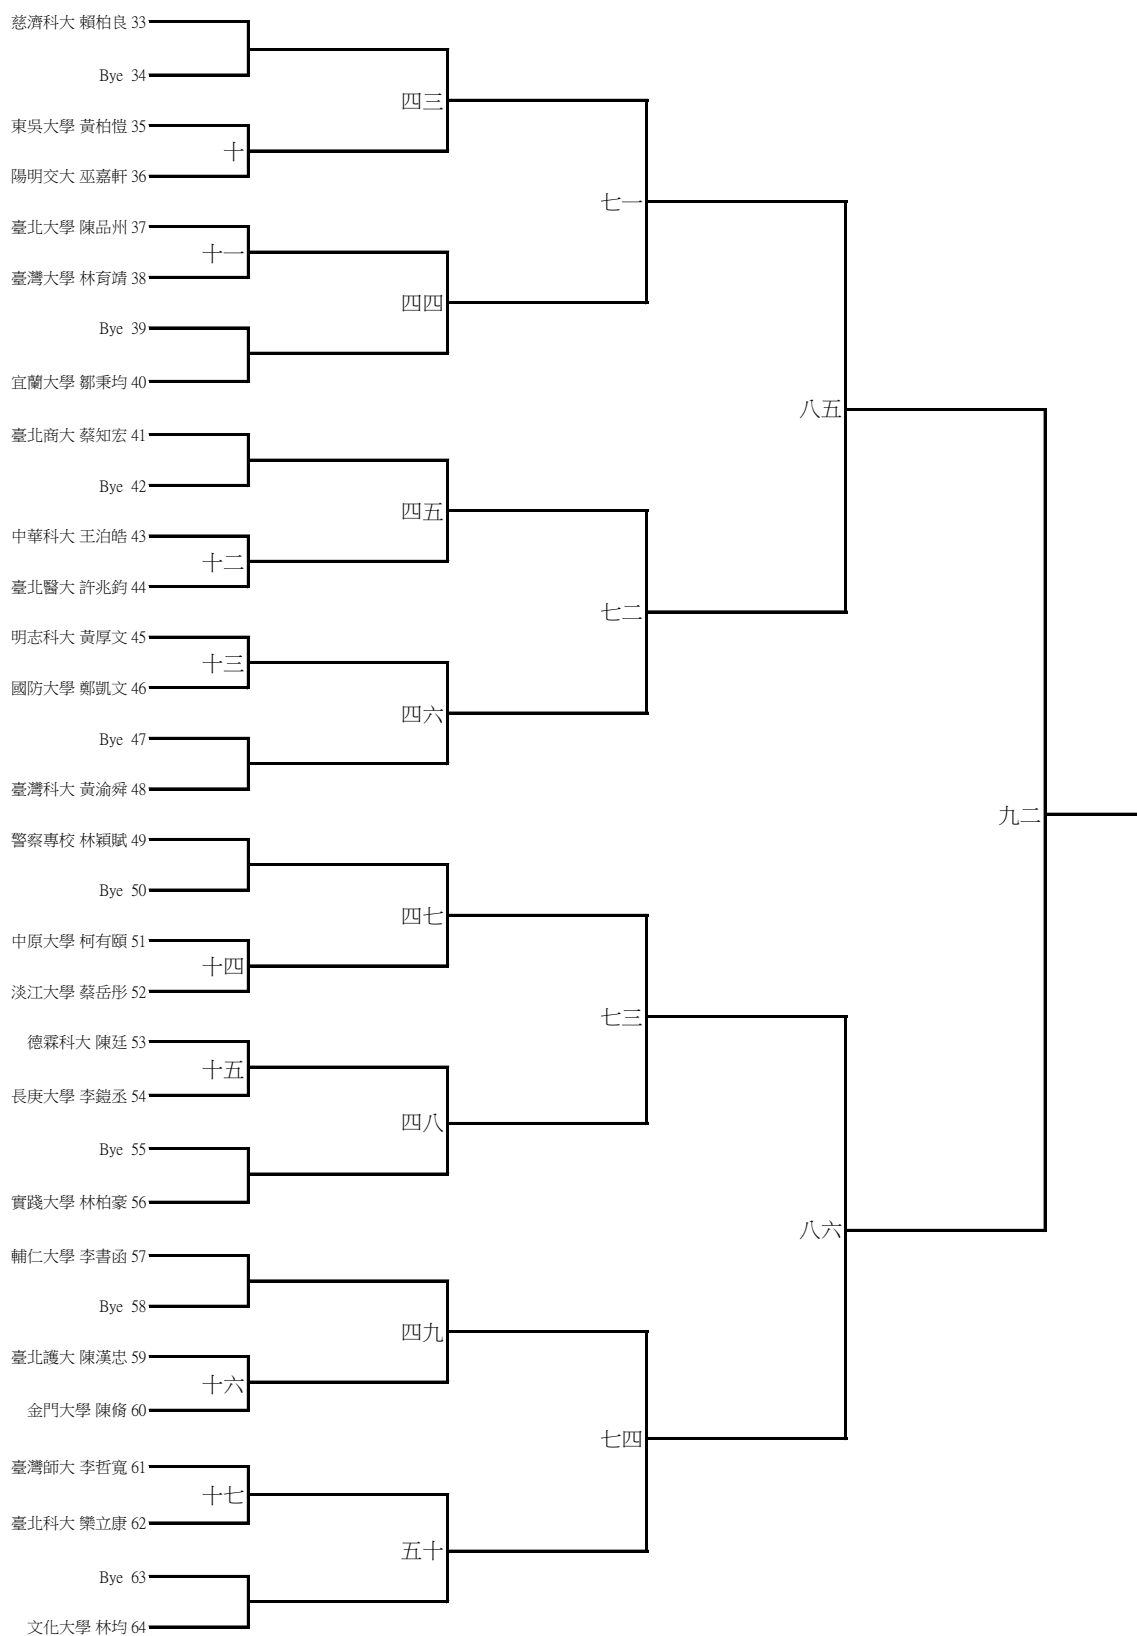 慈濟科大 賴柏良 33
Bye 34
四三
東吳大學 黃柏愷 35
十
陽明交大 巫嘉軒 36
七一
臺北大學 陳品州 37
十一
臺灣大學 林育靖 38
四四
Bye 39
宜蘭大學 鄒秉均 40
八五
臺北商大 蔡知宏 41
Bye 42
四五
中華科大 王泊皓 43
十二
臺北醫大 許兆鈞 44
七二
明志科大 黃厚文 45
十三
國防大學 鄭凱文 46
四六
Bye 47
臺灣科大 黃渝舜 48
九二
警察專校 林穎賦 49
Bye 50
四七
中原大學 柯有頤 51
十四
淡江大學 蔡岳彤 52
七三
德霖科大 陳廷 53
十五
長庚大學 李鎧丞 54
四八
Bye 55
實踐大學 林柏豪 56
八六
輔仁大學 李書函 57
Bye 58
四九
臺北護大 陳漢忠 59
十六
金門大學 陳脩 60
七四
臺灣師大 李哲寬 61
十七
臺北科大 欒立康 62
五十
Bye 63
文化大學 林均 64